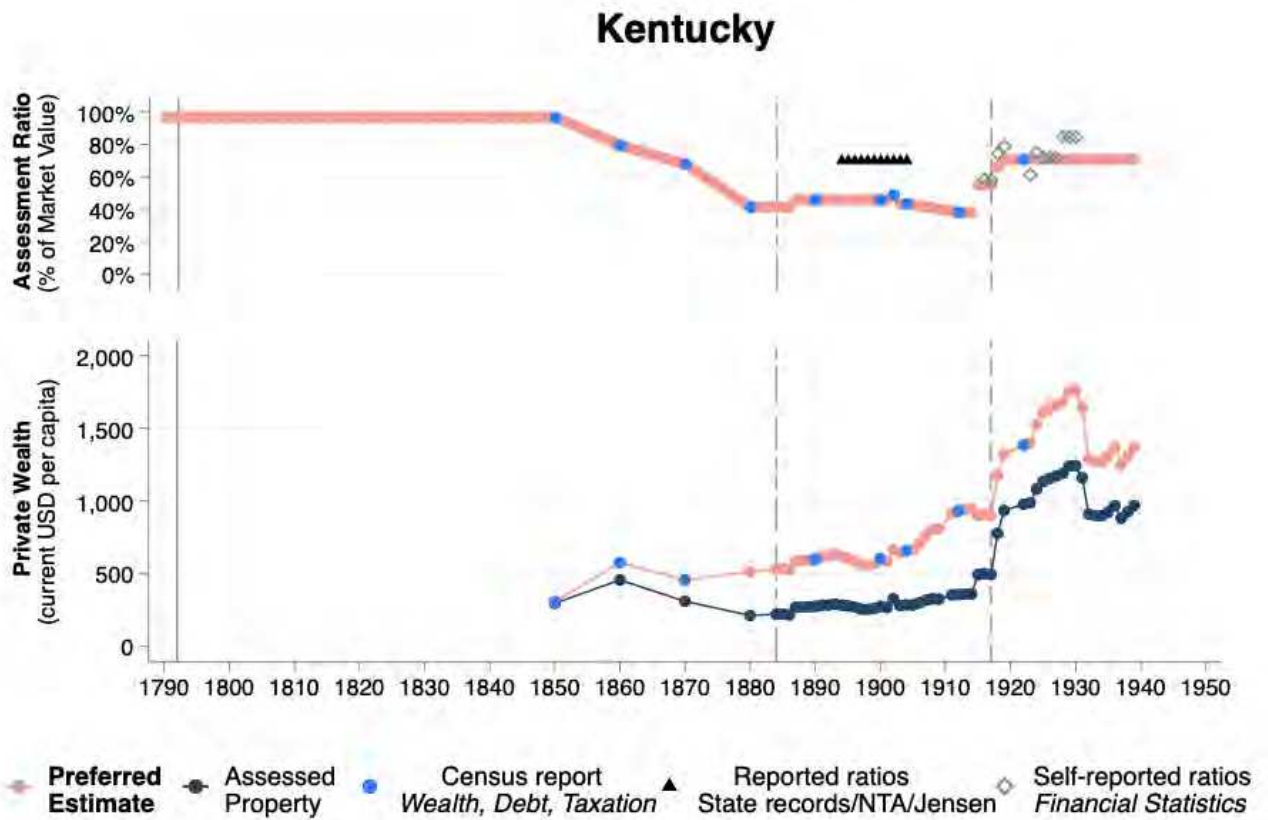 Kentucky
Assessment Ratio
(% of Market Value)
100%
80%
60%
40%
20%
0%
Private Wealth
(current USD per capita)
2,000
1,500
1,000
500
0
1790 1800 1810 1820 1830 1840 1850 1860 1870 1880 1890 1900 1910 1920 1930 1940 1950
Preferred Estimate
Assessed Property
Census report
Wealth, Debt, Taxation
Reported ratios
State records/NTA/Jensen
Self-reported ratios
Financial Statistics